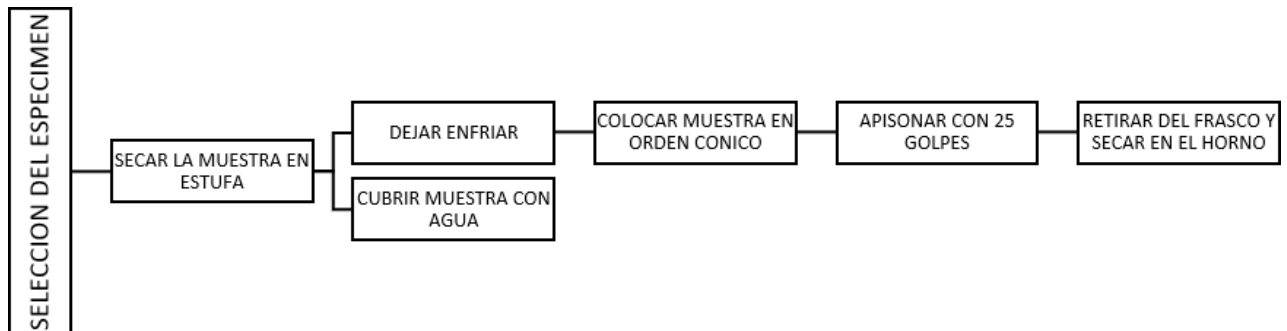 SELECCION DEL ESPECIMEN
SECAR LA MUESTRA EN
ESTUFA
DEJAR ENFRIAR
CUBRIR MUESTRA CON
AGUA
COLOCAR MUESTRA EN
ORDEN CONICO
APISONAR CON 25
GOLPES
RETIRAR DEL FRASCO Y
SECAR EN EL HORNO